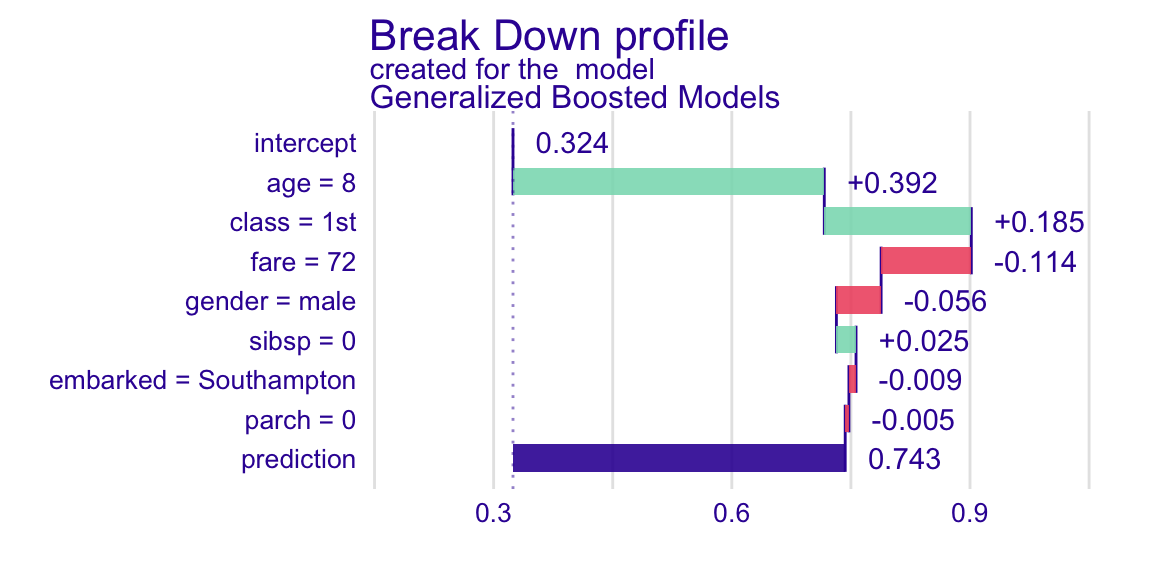 Break Down profile
created for the  model
Generalized Boosted Models
intercept 0.324
age = 8 +0.392
class = 1st +0.185
fare = 72 -0.114
gender = male -0.056
sibsp = 0 +0.025
embarked = Southampton -0.009
parch = 0 -0.005
prediction 0.743
0.3 0.6 0.9